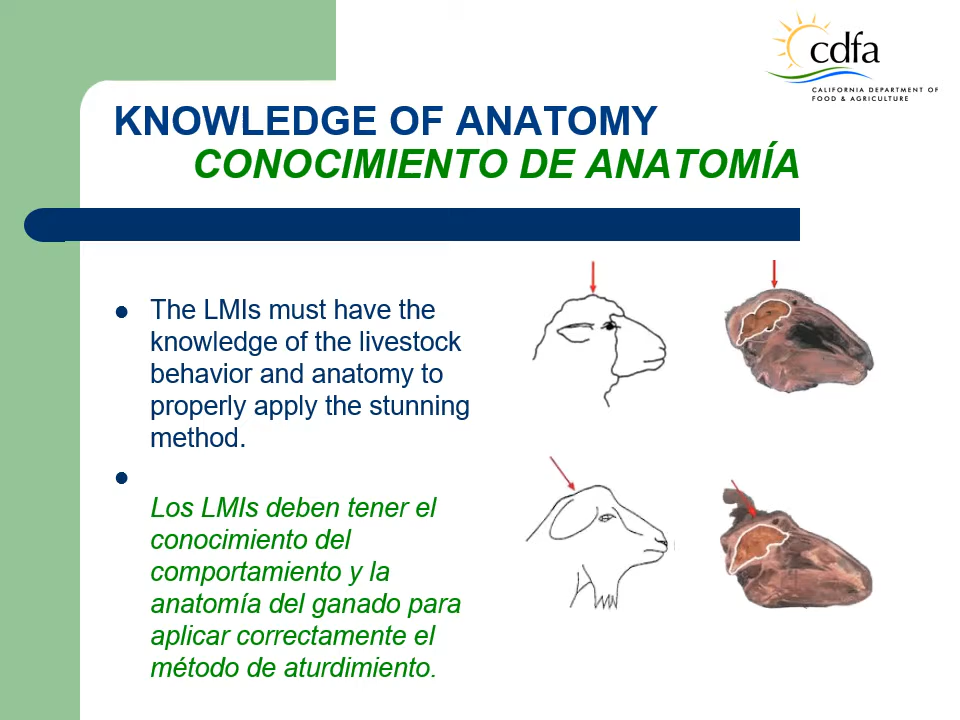 cdfa
CALIFORNIA DEPARTMENT OF
FOOD & AGRICULTURE
KNOWLEDGE OF ANATOMY
CONOCIMIENTO DE ANATOMÍA
The LMIs must have the
knowledge of the livestock
behavior and anatomy to
properly apply the stunning
method.
Los LMIs deben tener el
conocimiento del
comportamiento y la
anatomía del ganado para
aplicar correctamente el
método de aturdimiento.